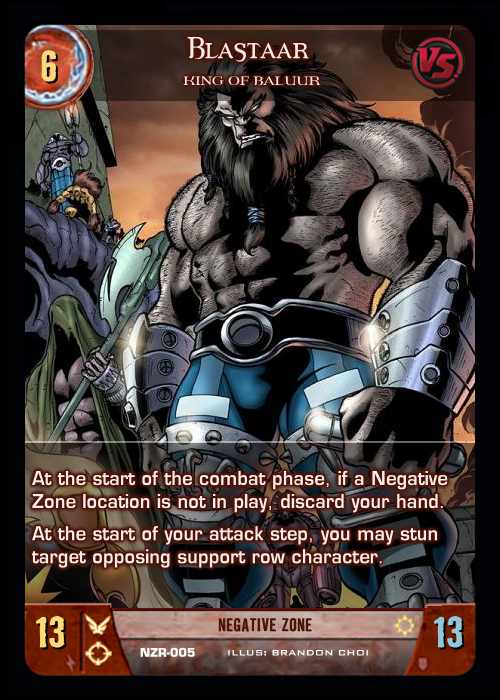 6
BLASTAAR
KING OF BALUUR
VS.
At the start of the combat phase, if a Negative
Zone location is not in play, discard your hand.
At the start of your attack step, you may stun
target opposing support row character.
13
NEGATIVE ZONE
13
NZR-005 ILLUS: BRANDON CHOI